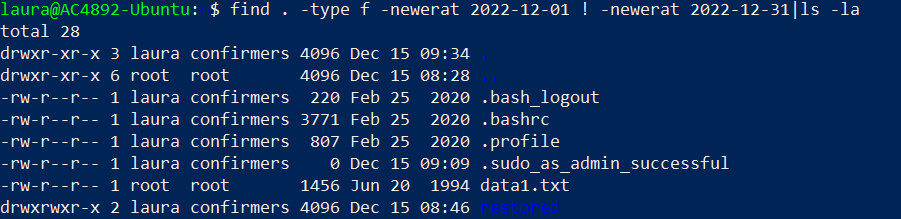 laura@AC4892-Ubuntu:~$ find . -type f -newerat 2022-12-01 ! -newerat 2022-12-31|ls -la
total 28
drwxr-xr-x 3 laura confirmers 4096 Dec 15 09:34 .
drwxr-xr-x 6 root  root       4096 Dec 15 08:28 ..
-rw-r--r-- 1 laura confirmers  220 Feb 25  2020 .bash_logout
-rw-r--r-- 1 laura confirmers 3771 Feb 25  2020 .bashrc
-rw-r--r-- 1 laura confirmers  807 Feb 25  2020 .profile
-rw-r--r-- 1 laura confirmers    0 Dec 15 09:09 .sudo_as_admin_successful
-rw-r--r-- 1 root  root       1456 Jun 20  1994 data1.txt
drwxrwxr-x 2 laura confirmers 4096 Dec 15 08:46 restored